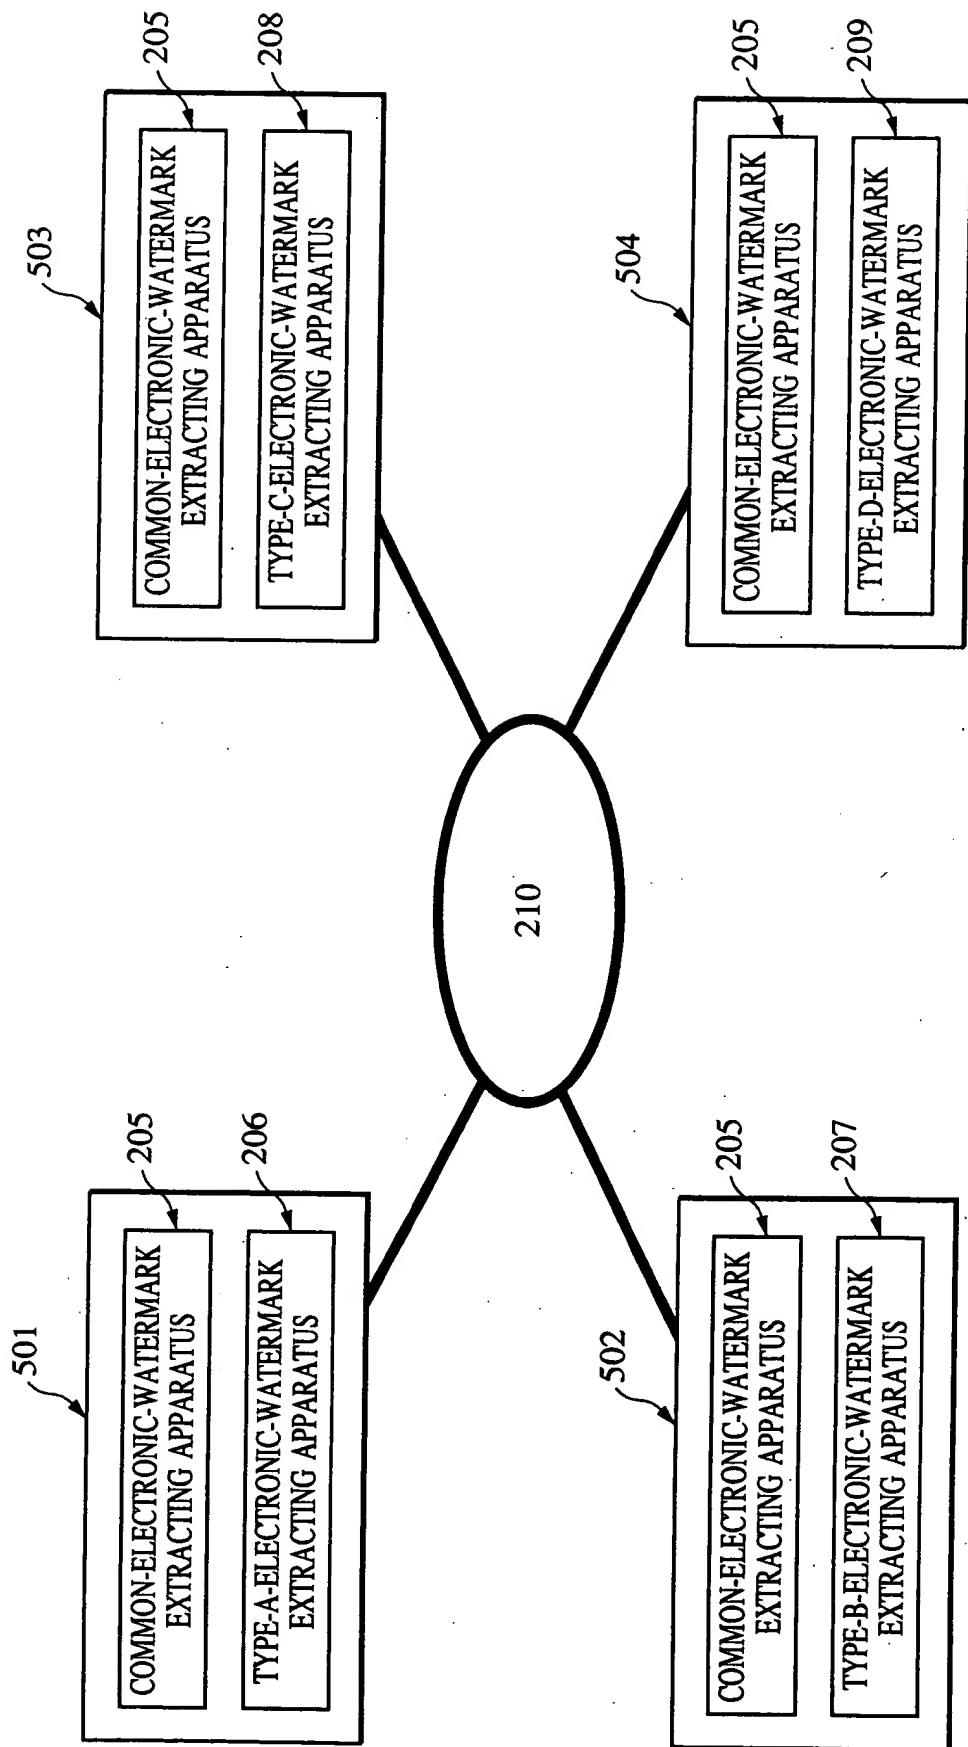 501
COMMON-ELECTRONIC-WATERMARK
EXTRACTING APPARATUS
205
TYPE-A-ELECTRONIC-WATERMARK
EXTRACTING APPARATUS
206
503
COMMON-ELECTRONIC-WATERMARK
EXTRACTING APPARATUS
205
TYPE-C-ELECTRONIC-WATERMARK
EXTRACTING APPARATUS
208
210
502
COMMON-ELECTRONIC-WATERMARK
EXTRACTING APPARATUS
205
TYPE-B-ELECTRONIC-WATERMARK
EXTRACTING APPARATUS
207
504
COMMON-ELECTRONIC-WATERMARK
EXTRACTING APPARATUS
205
TYPE-D-ELECTRONIC-WATERMARK
EXTRACTING APPARATUS
209